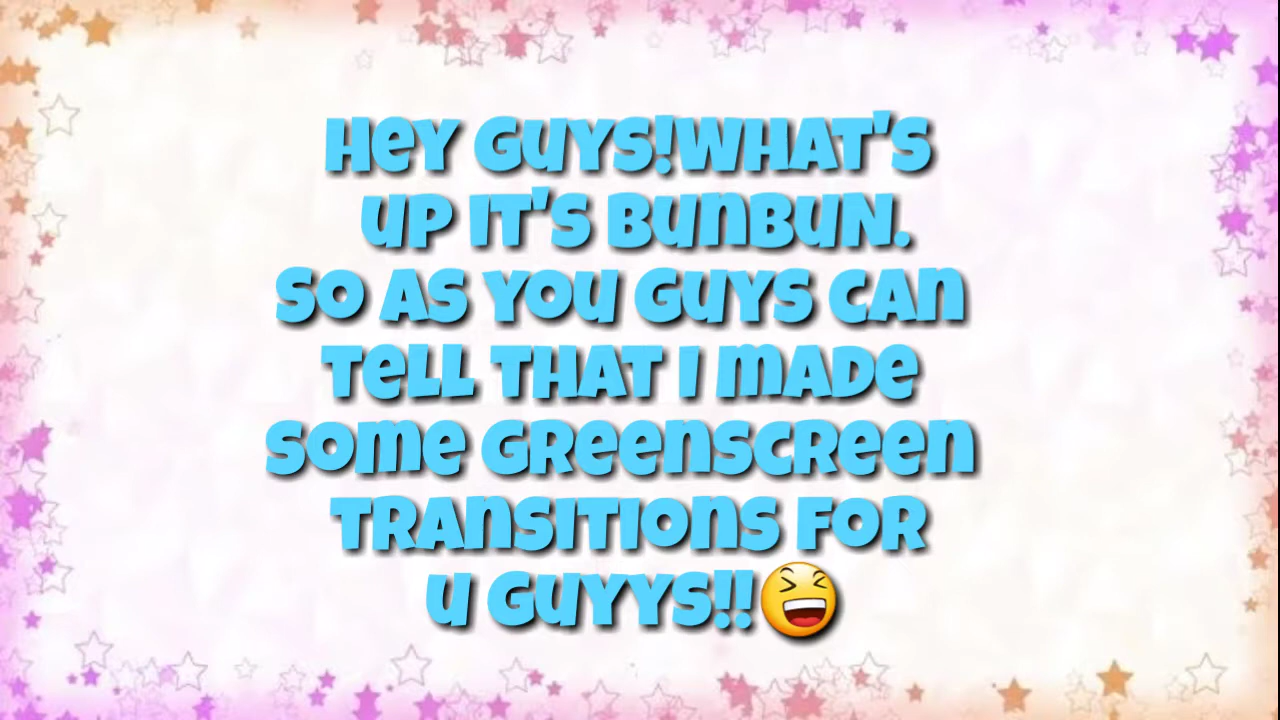 Hey Guys!What's
up It's BunBun.
So As You Guys Can
Tell That I made
some Greenscreen
Transitions For
u Guyys!!😆